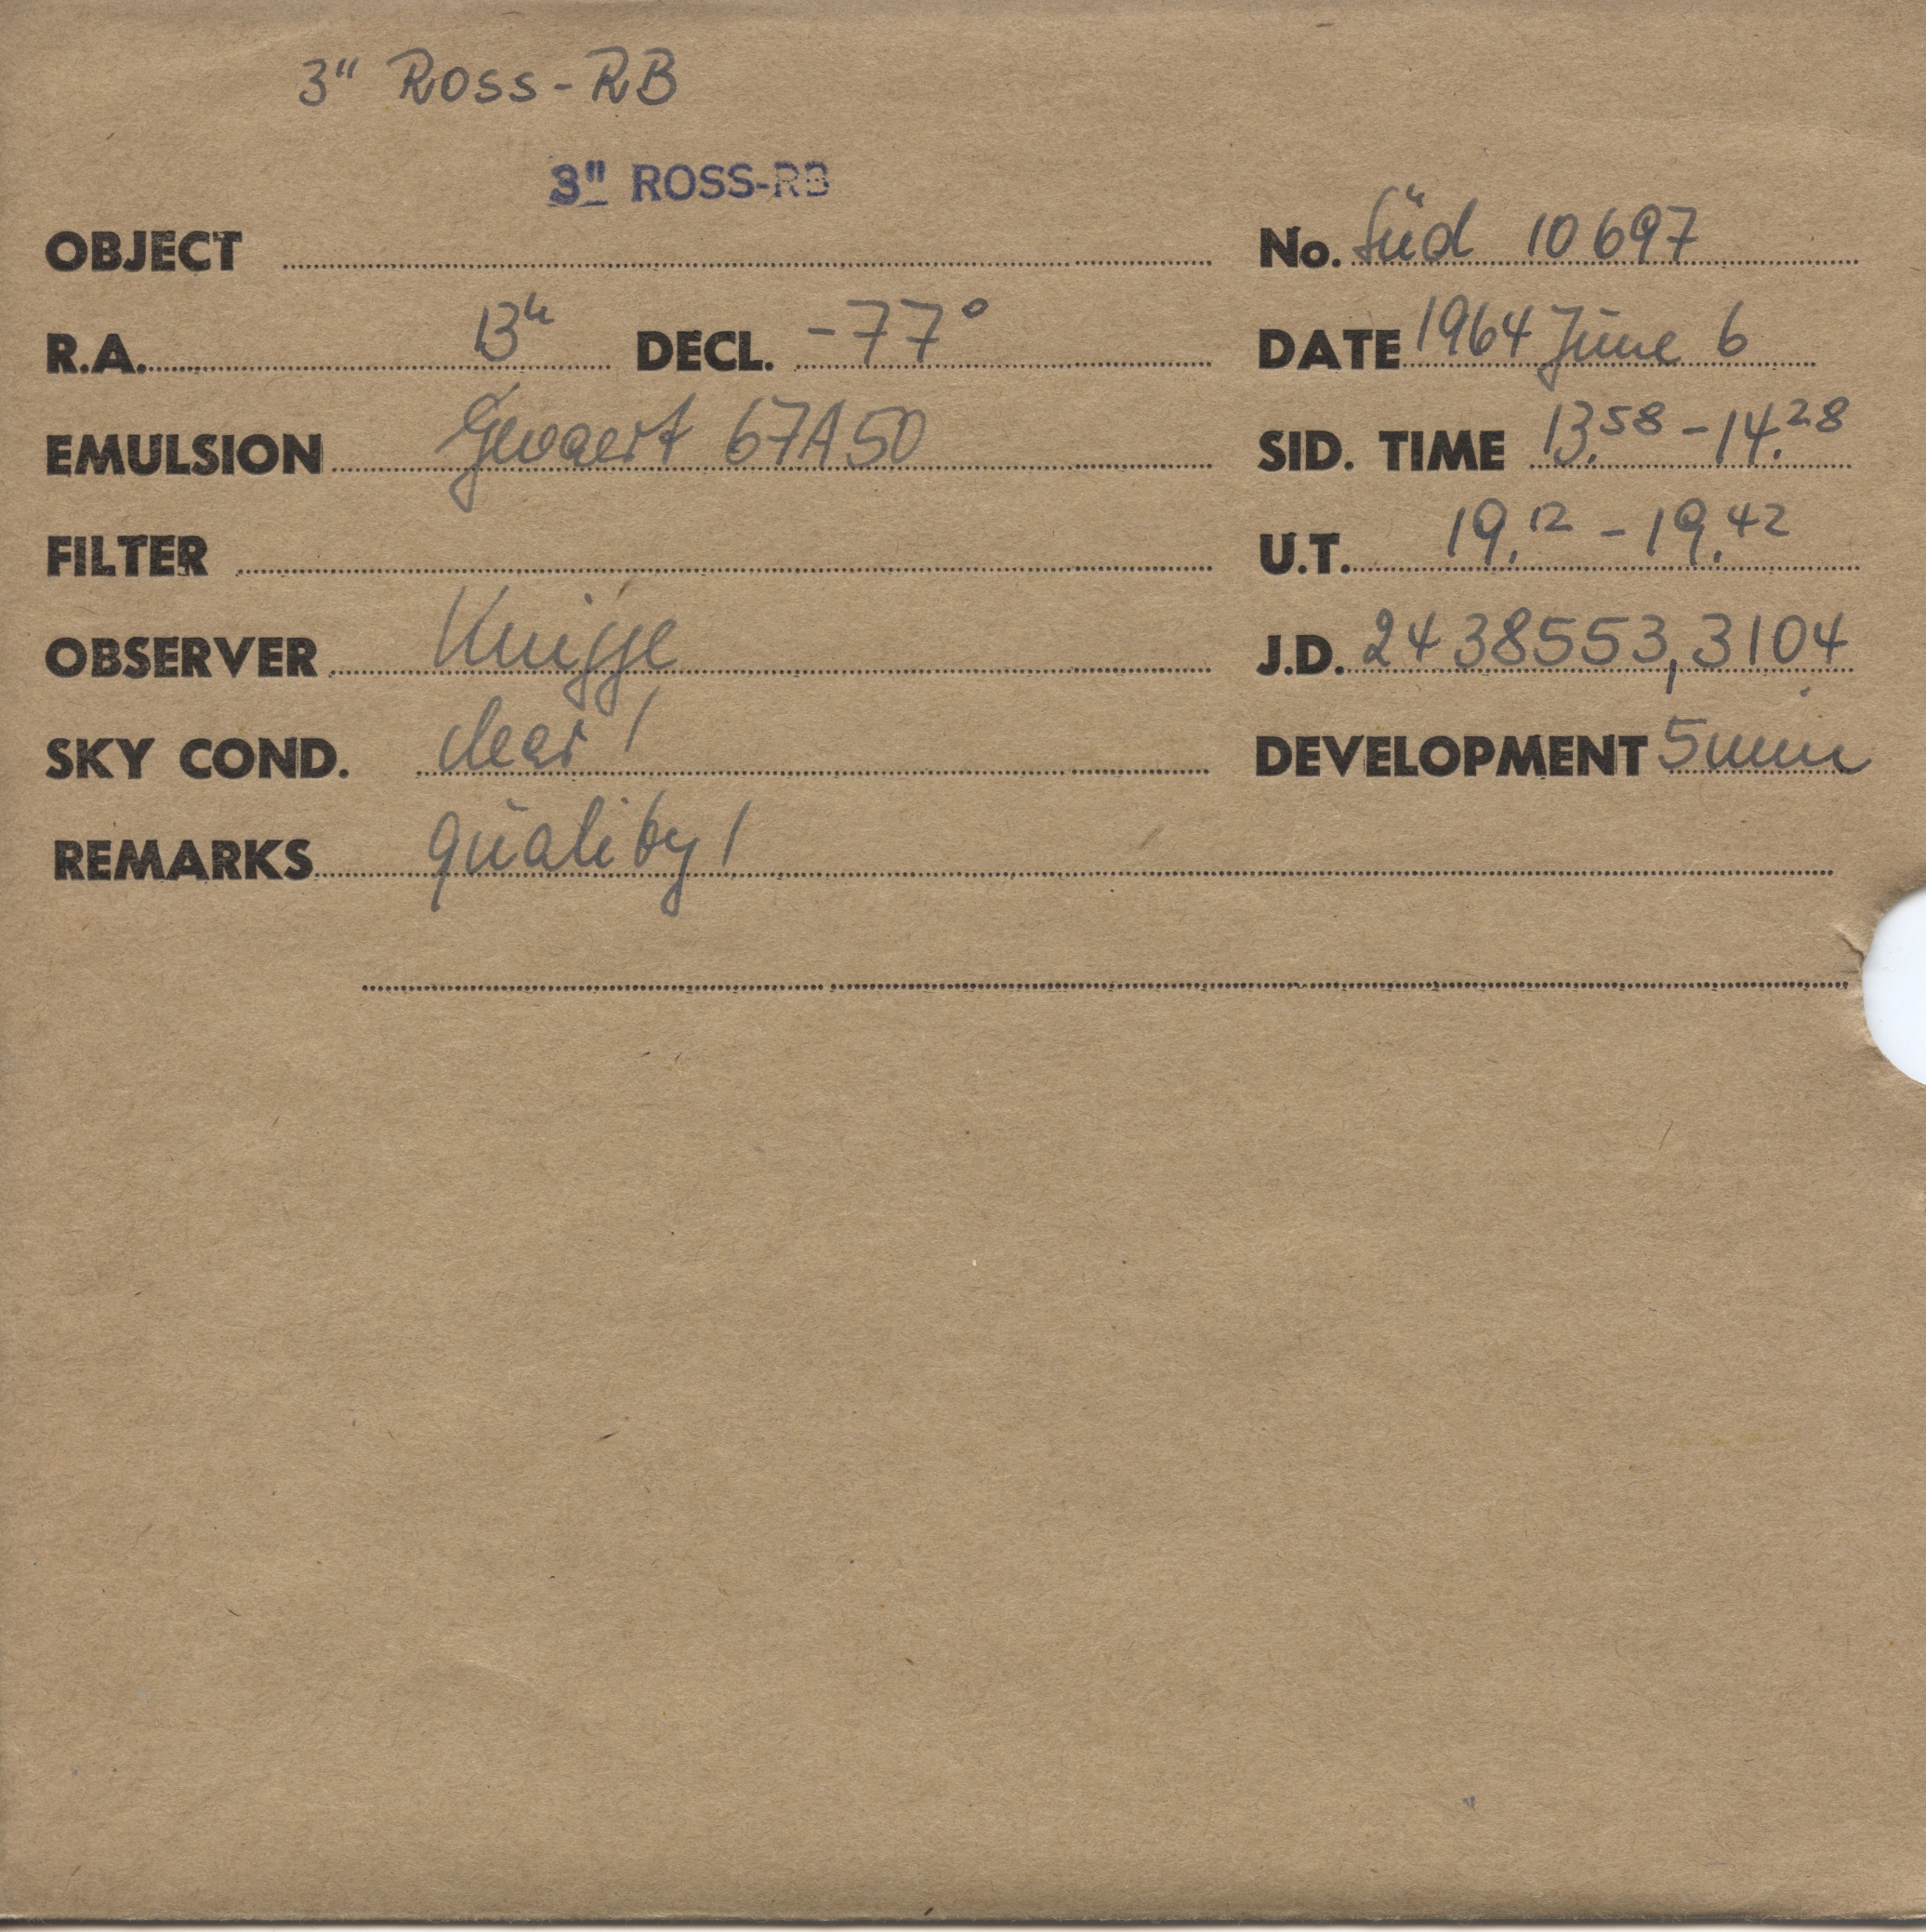 3" Ross-RB
3" ROSS-RB
OBJECT No. Süd 10697
R.A. 13h DECL. -77° DATE 1964 June 6
EMULSION Gevaert 67A50 SID. TIME 13.58 - 14.28
FILTER U.T. 19.12 - 19.42
OBSERVER Knigge J.D. 2438553,3104
SKY COND. clear 1 DEVELOPMENT 5min
REMARKS quality 1